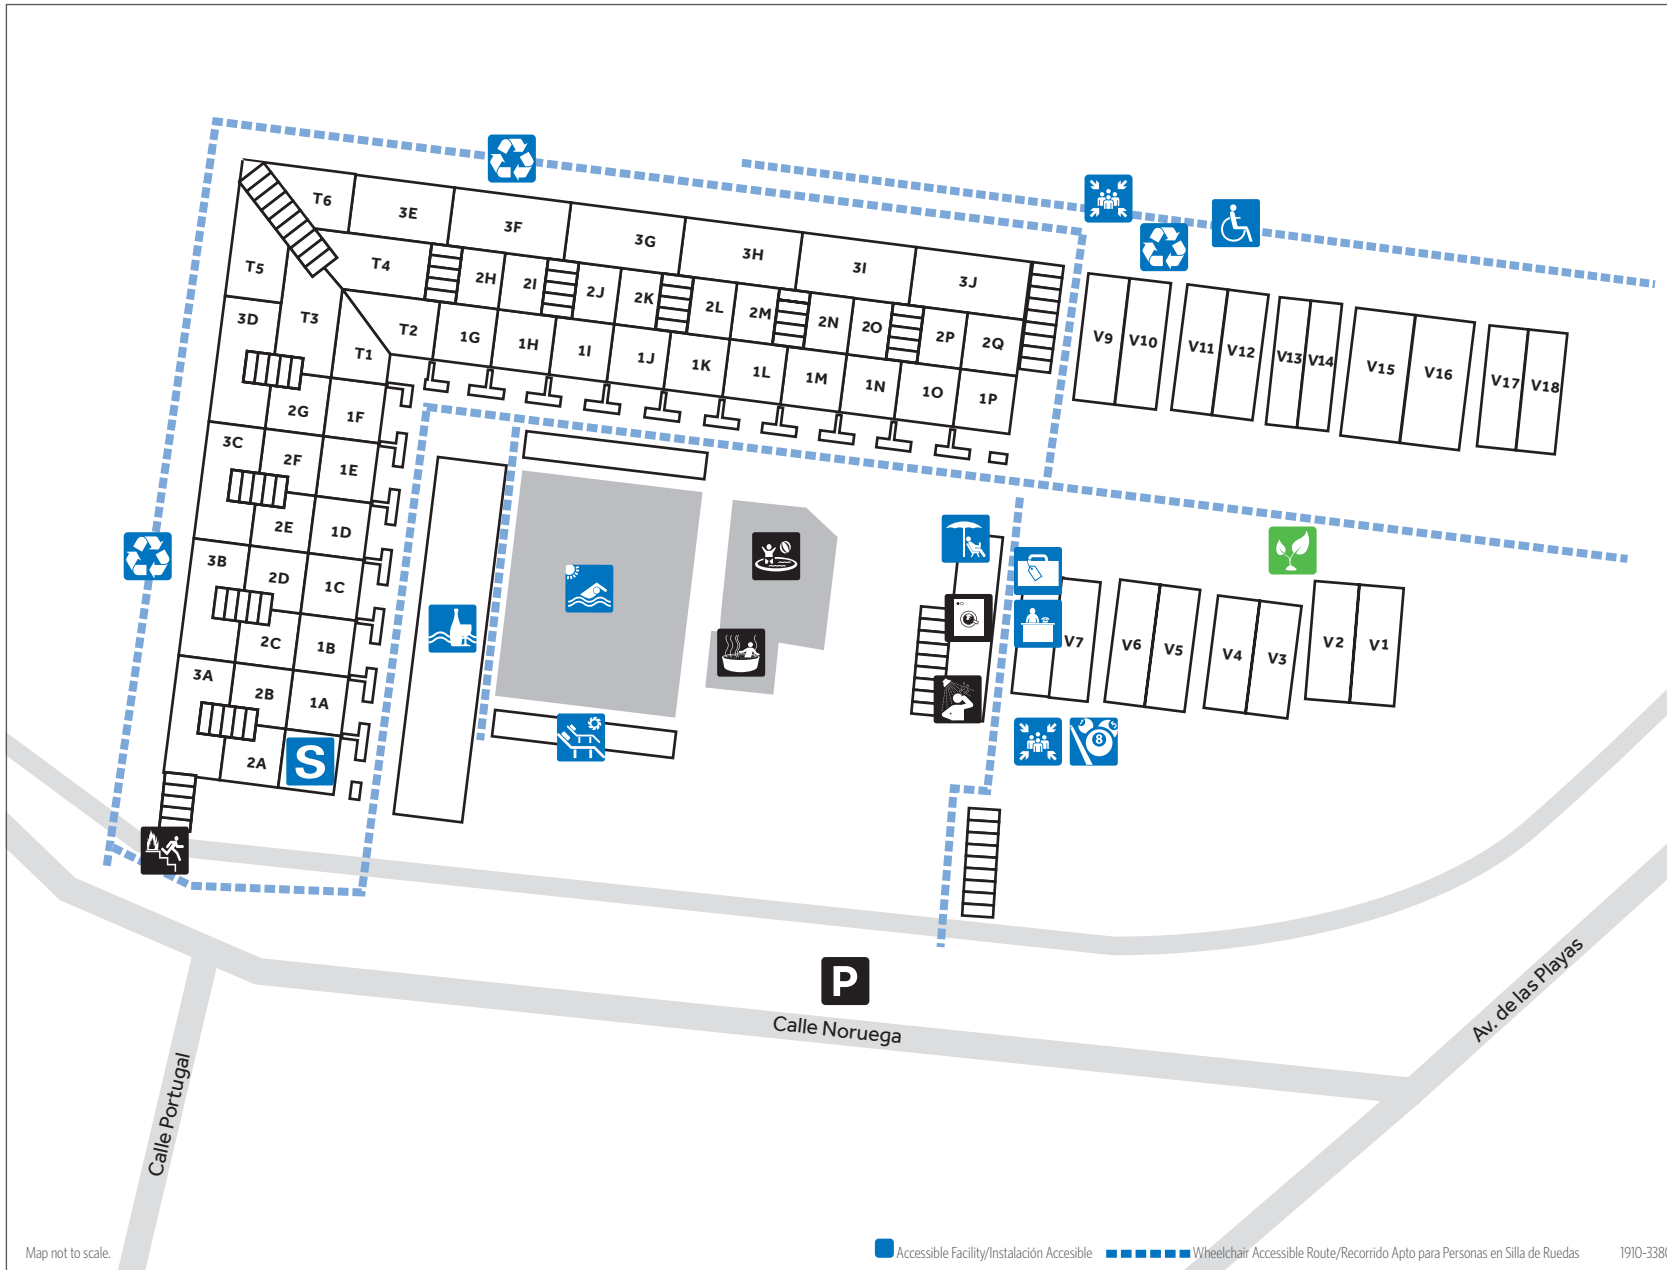 T6
3E
3F
3G
3H
3I
3J
T5
T4
2H
2I
2J
2K
2L
2M
2N
2O
2P
2Q
3D
T3
T2
T1
1G
1H
1I
1J
1K
1L
1M
1N
1O
1P
V9
V10
V11
V12
V13
V14
V15
V16
V17
V18
2G
1F
3C
2F
1E
2E
1D
3B
2D
1C
2C
1B
3A
2B
1A
2A
S
V7
V6
V5
V4
V3
V2
V1
8
P
Calle Noruega
Av. de las Playas
Calle Portugal
Map not to scale.
Accessible Facility/Instalación Accesible
Wheelchair Accessible Route/Recorrido Apto para Personas en Silla de Ruedas
1910-3380